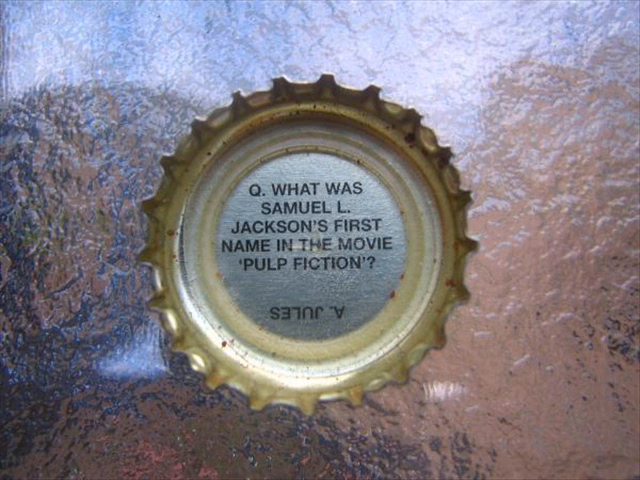 Q. WHAT WAS
SAMUEL L.
JACKSON'S FIRST
NAME IN THE MOVIE
'PULP FICTION'?
A. JULES